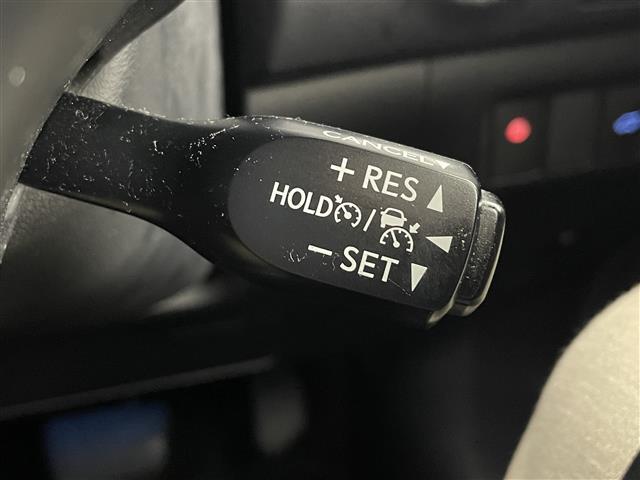 CANCEL
+ RES
HOLD /
− SET